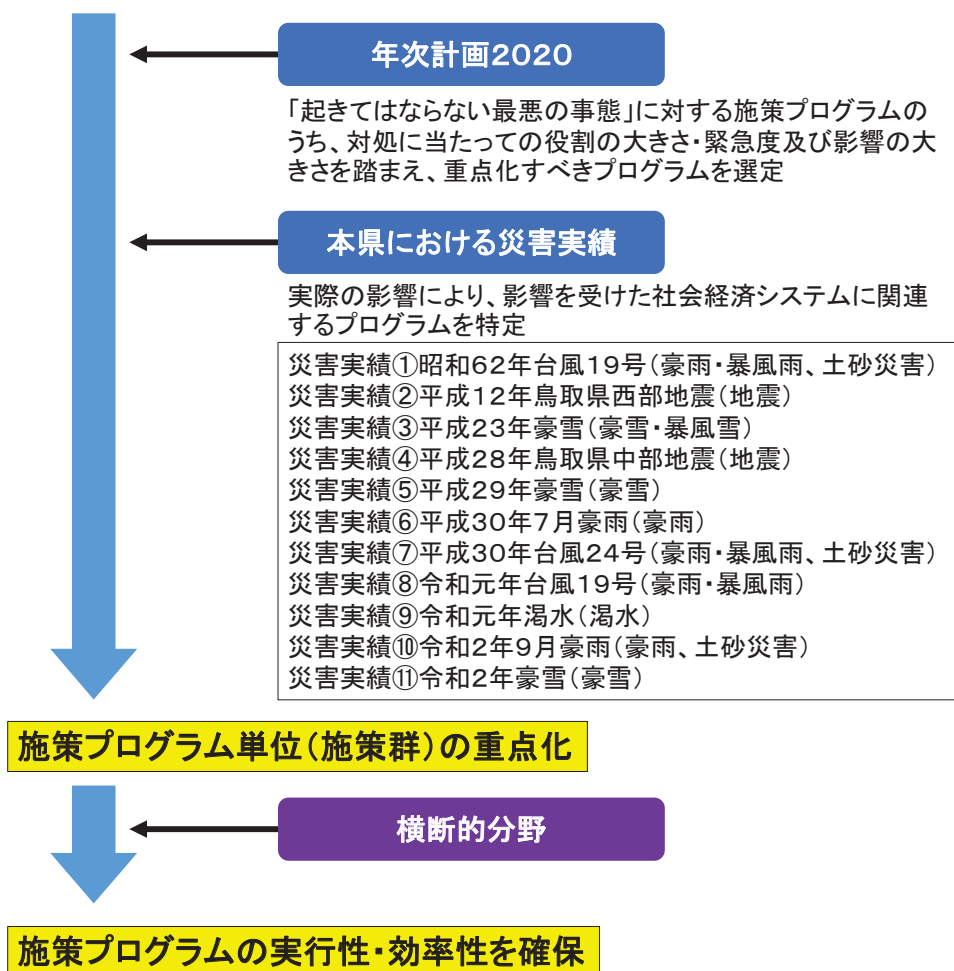 年次計画2020
「起きてはならない最悪の事態」に対する施策プログラムの
うち、対処に当たっての役割の大きさ・緊急度及び影響の大
きさを踏まえ、重点化すべきプログラムを選定
本県における災害実績
実際の影響により、影響を受けた社会経済システムに関連
するプログラムを特定
災害実績①昭和62年台風19号(豪雨・暴風雨、土砂災害)
災害実績②平成12年鳥取県西部地震(地震)
災害実績③平成23年豪雪(豪雪・暴風雪)
災害実績④平成28年鳥取県中部地震(地震)
災害実績⑤平成29年豪雪(豪雪)
災害実績⑥平成30年7月豪雨(豪雨)
災害実績⑦平成30年台風24号(豪雨・暴風雨、土砂災害)
災害実績⑧令和元年台風19号(豪雨・暴風雨)
災害実績⑨令和元年渇水(渇水)
災害実績⑩令和2年9月豪雨(豪雨、土砂災害)
災害実績⑪令和2年豪雪(豪雪)
施策プログラム単位(施策群)の重点化
横断的分野
施策プログラムの実行性・効率性を確保